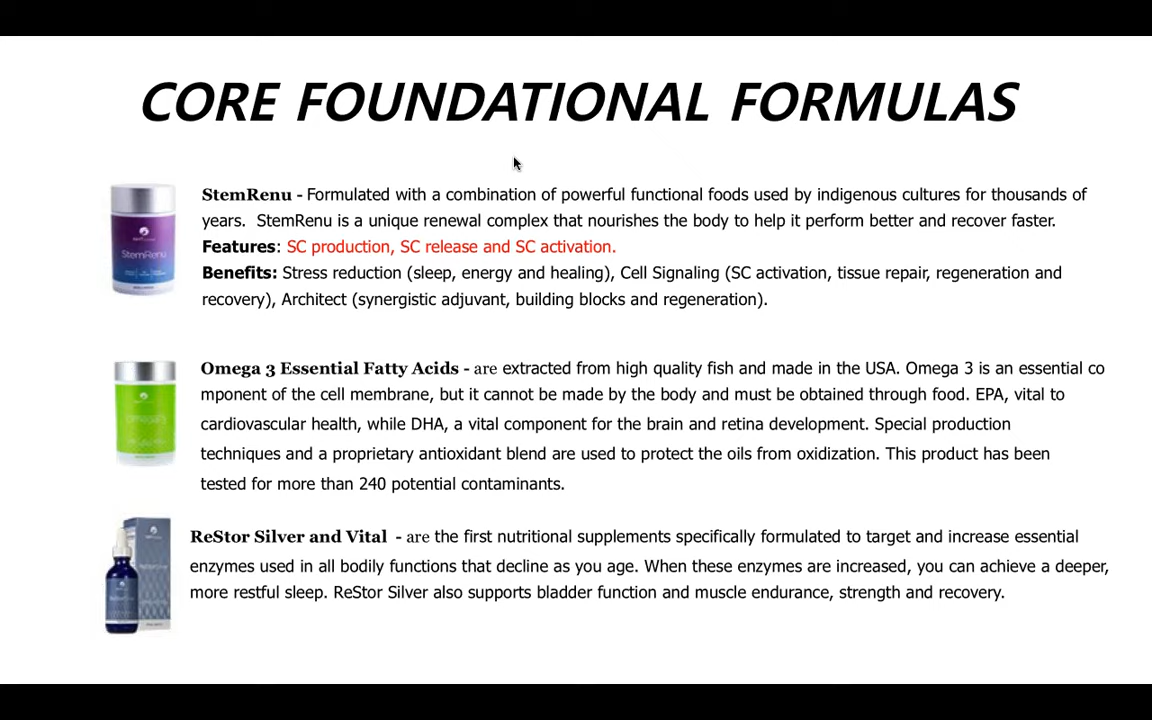 CORE FOUNDATIONAL FORMULAS
StemRenu - Formulated with a combination of powerful functional foods used by indigenous cultures for thousands of
years.  StemRenu is a unique renewal complex that nourishes the body to help it perform better and recover faster.
Features: SC production, SC release and SC activation.
Benefits: Stress reduction (sleep, energy and healing), Cell Signaling (SC activation, tissue repair, regeneration and
recovery), Architect (synergistic adjuvant, building blocks and regeneration).
StemRenu
Omega 3 Essential Fatty Acids - are extracted from high quality fish and made in the USA. Omega 3 is an essential co
mponent of the cell membrane, but it cannot be made by the body and must be obtained through food. EPA, vital to
cardiovascular health, while DHA, a vital component for the brain and retina development. Special production
techniques and a proprietary antioxidant blend are used to protect the oils from oxidization. This product has been
tested for more than 240 potential contaminants.
ReStor Silver and Vital  - are the first nutritional supplements specifically formulated to target and increase essential
enzymes used in all bodily functions that decline as you age. When these enzymes are increased, you can achieve a deeper,
more restful sleep. ReStor Silver also supports bladder function and muscle endurance, strength and recovery.